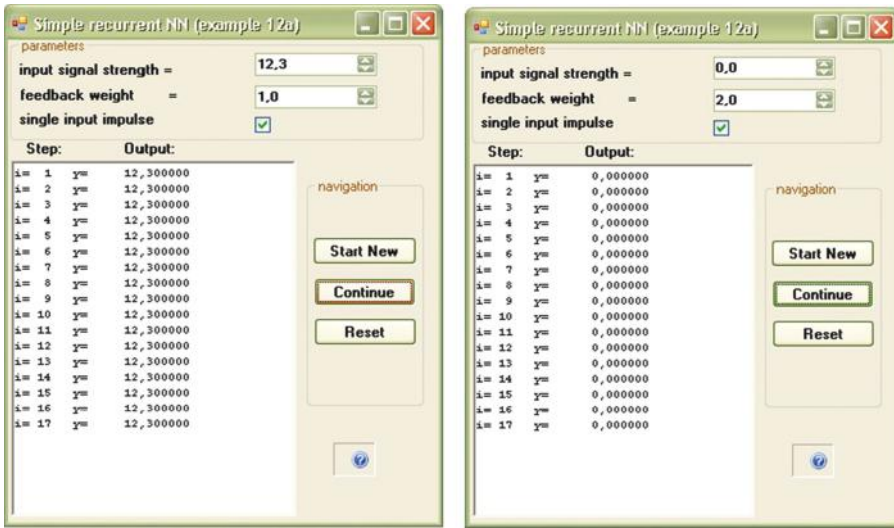 Simple recurrent NN (example 12a)
parameters
input signal strength = 12,3
feedback weight = 1,0
single input impulse
Step: Output:
i= 1 y= 12,300000
i= 2 y= 12,300000
i= 3 y= 12,300000
i= 4 y= 12,300000
i= 5 y= 12,300000
i= 6 y= 12,300000
i= 7 y= 12,300000
i= 8 y= 12,300000
i= 9 y= 12,300000
i= 10 y= 12,300000
i= 11 y= 12,300000
i= 12 y= 12,300000
i= 13 y= 12,300000
i= 14 y= 12,300000
i= 15 y= 12,300000
i= 16 y= 12,300000
i= 17 y= 12,300000
navigation
Start New
Continue
Reset
Simple recurrent NN (example 12a)
parameters
input signal strength = 0,0
feedback weight = 2,0
single input impulse
Step: Output:
i= 1 y= 0,000000
i= 2 y= 0,000000
i= 3 y= 0,000000
i= 4 y= 0,000000
i= 5 y= 0,000000
i= 6 y= 0,000000
i= 7 y= 0,000000
i= 8 y= 0,000000
i= 9 y= 0,000000
i= 10 y= 0,000000
i= 11 y= 0,000000
i= 12 y= 0,000000
i= 13 y= 0,000000
i= 14 y= 0,000000
i= 15 y= 0,000000
i= 16 y= 0,000000
i= 17 y= 0,000000
navigation
Start New
Continue
Reset